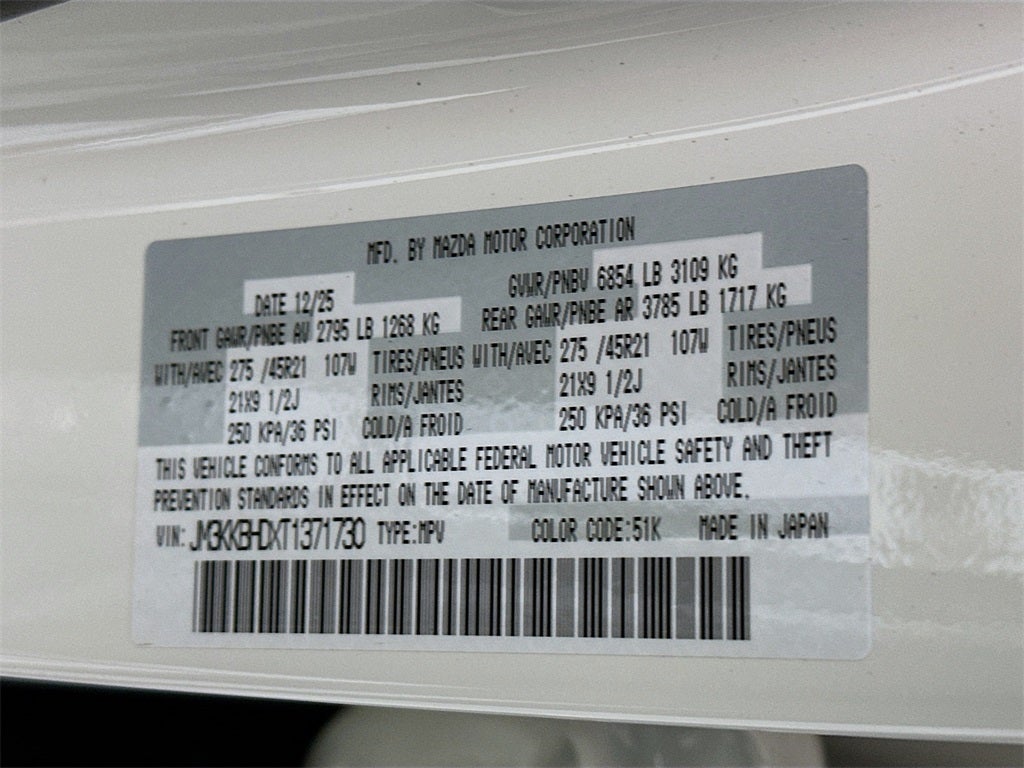 MFD. BY MAZDA MOTOR CORPORATION
DATE 12/25 GVWR/PNBV 6854 LB 3109 KG
FRONT GAWR/PNBE AV 2795 LB 1268 KG REAR GAWR/PNBE AR 3785 LB 1717 KG
WITH/AVEC 275 /45R21 107W TIRES/PNEUS WITH/AVEC 275 /45R21 107W TIRES/PNEUS
21X9 1/2J RIMS/JANTES 21X9 1/2J RIMS/JANTES
250 KPA/36 PSI COLD/A FROID 250 KPA/36 PSI COLD/A FROID
THIS VEHICLE CONFORMS TO ALL APPLICABLE FEDERAL MOTOR VEHICLE SAFETY AND THEFT
PREVENTION STANDARDS IN EFFECT ON THE DATE OF MANUFACTURE SHOWN ABOVE.
VIN: JM3KKBHDXT1371730 TYPE:MPV COLOR CODE:51K MADE IN JAPAN